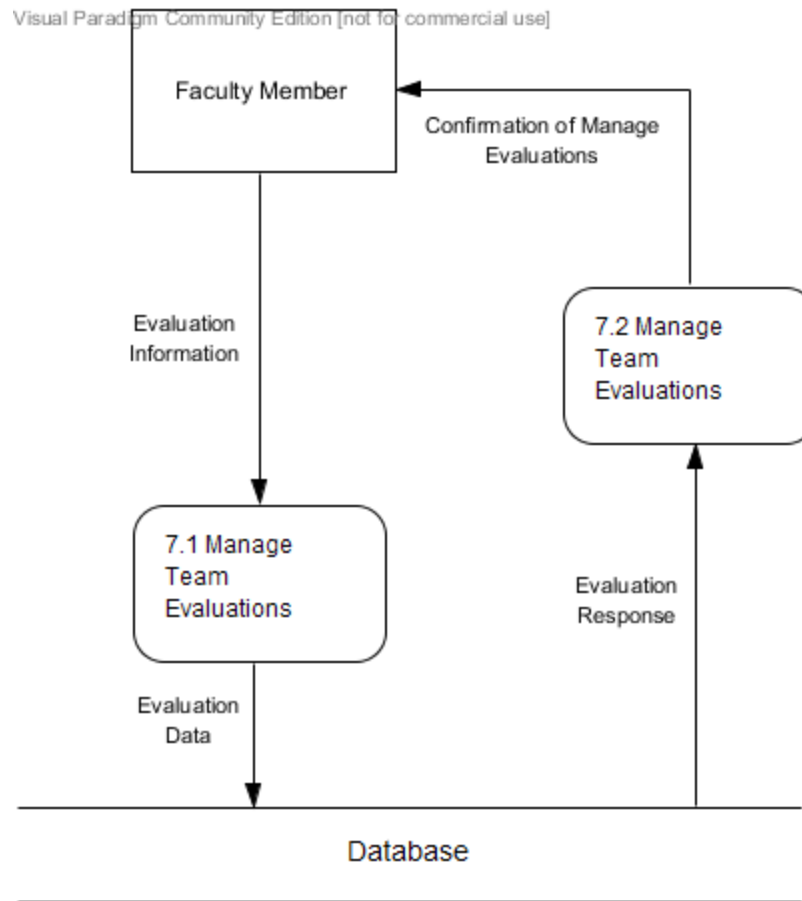 Visual Paradigm Community Edition [not for commercial use]
Faculty Member
Confirmation of Manage
Evaluations
Evaluation
Information
7.2 Manage
Team
Evaluations
7.1 Manage
Team
Evaluations
Evaluation
Response
Evaluation
Data
Database